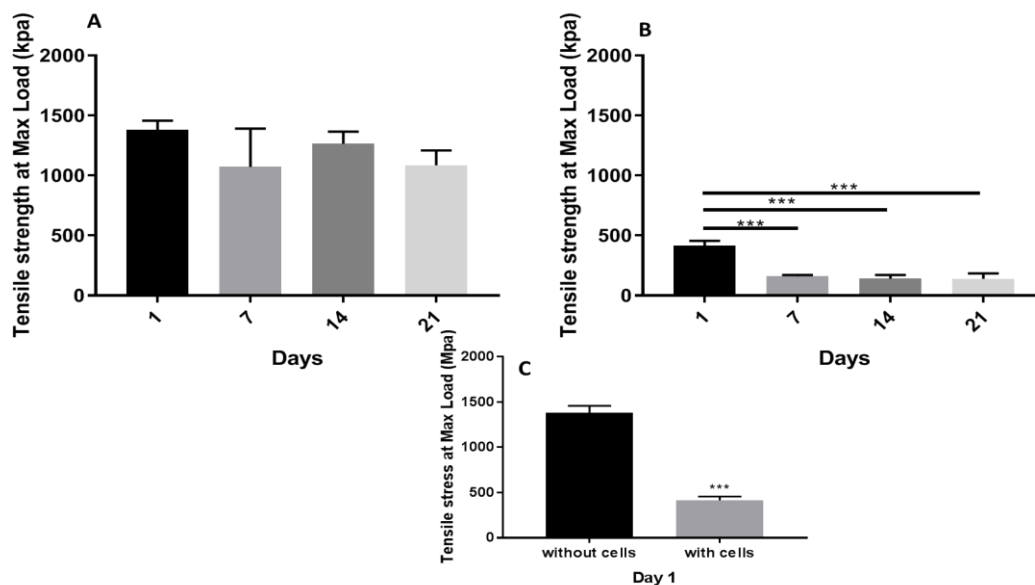 A
Tensile strength at Max Load (kpa)
2000
1500
1000
500
0
1
7
14
21
Days
B
Tensile strength at Max Load (kpa)
2000
1500
1000
500
0
***
***
***
1
7
14
21
Days
C
Tensile stress at Max Load (Mpa)
2000
1500
1000
500
0
***
without cells
with cells
Day 1